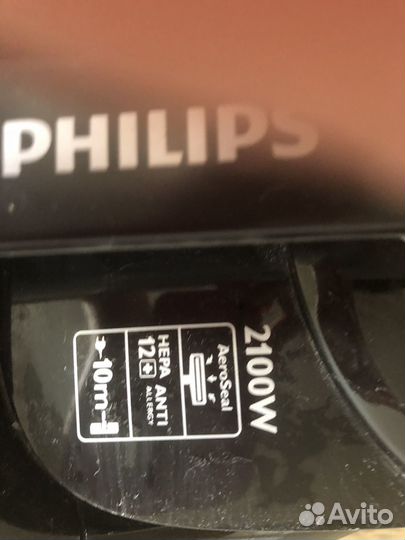 PHILIPS
2100W
AeroSeal
HEPA ANTI
12+ ALLERGY
10m
Avito